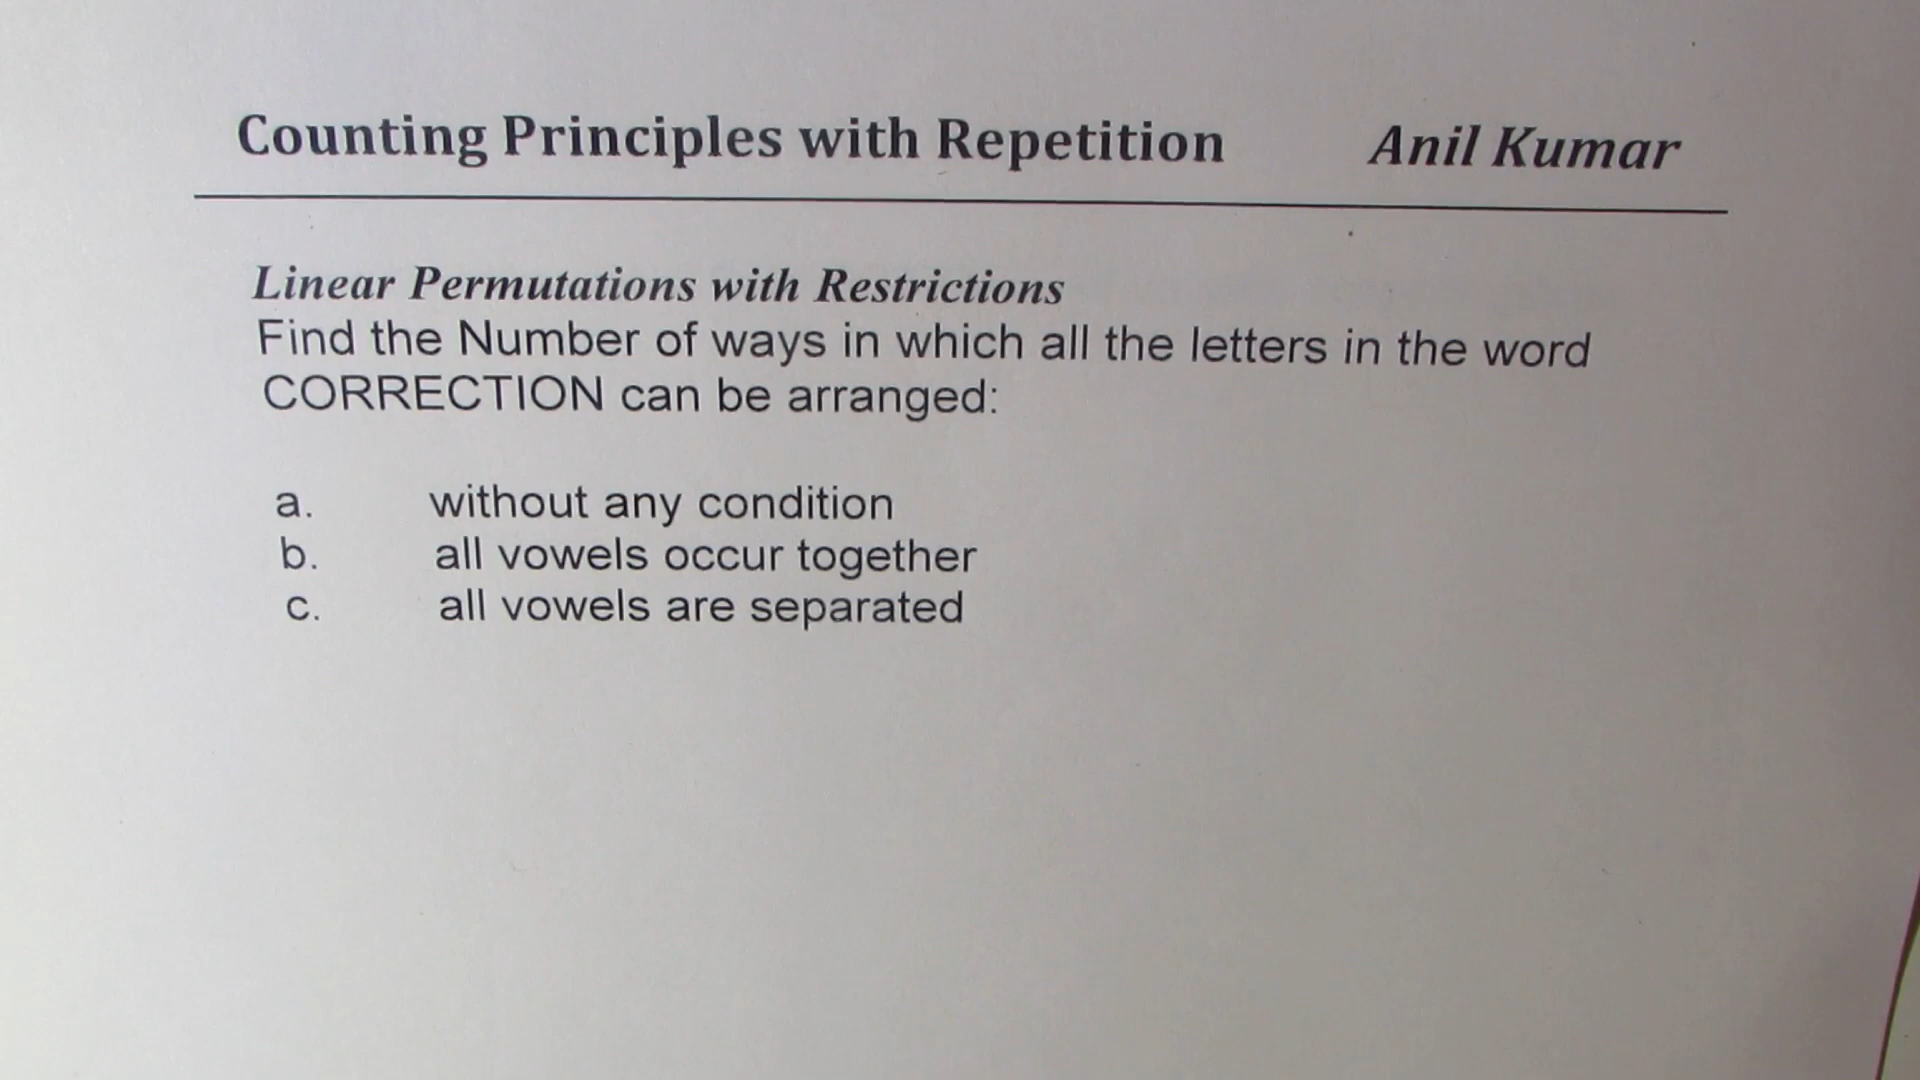 Counting Principles with Repetition Anil Kumar
Linear Permutations with Restrictions
Find the Number of ways in which all the letters in the word
CORRECTION can be arranged:
a. without any condition
b. all vowels occur together
c. all vowels are separated